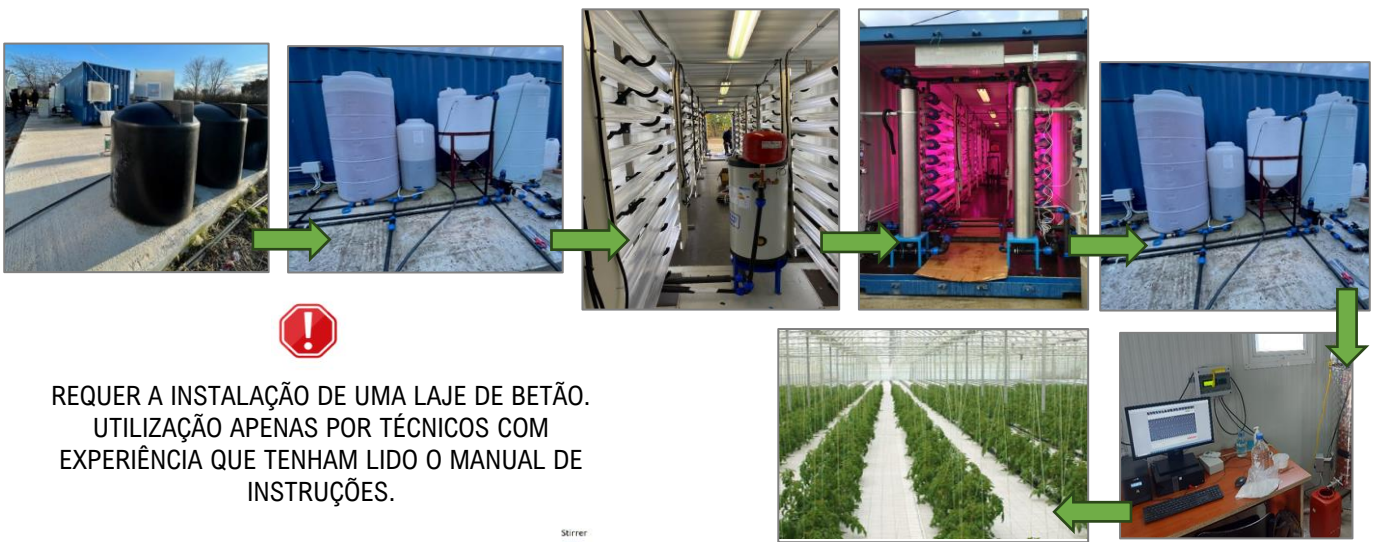 REQUER A INSTALAÇÃO DE UMA LAJE DE BETÃO.
UTILIZAÇÃO APENAS POR TÉCNICOS COM
EXPERIÊNCIA QUE TENHAM LIDO O MANUAL DE
INSTRUÇÕES.
Stirrer